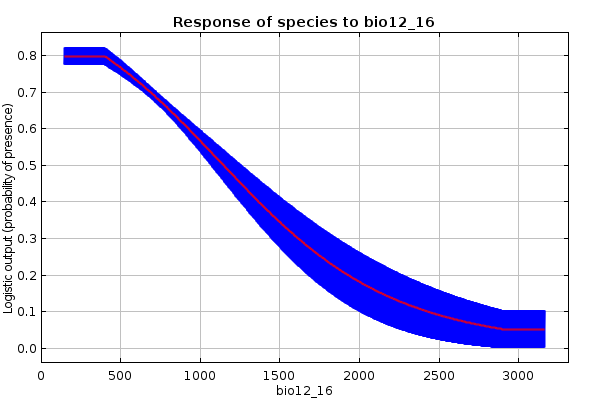 Response of species to bio12_16
Logistic output (probability of presence)
0.8
0.7
0.6
0.5
0.4
0.3
0.2
0.1
0.0
0 500 1000 1500 2000 2500 3000
bio12_16